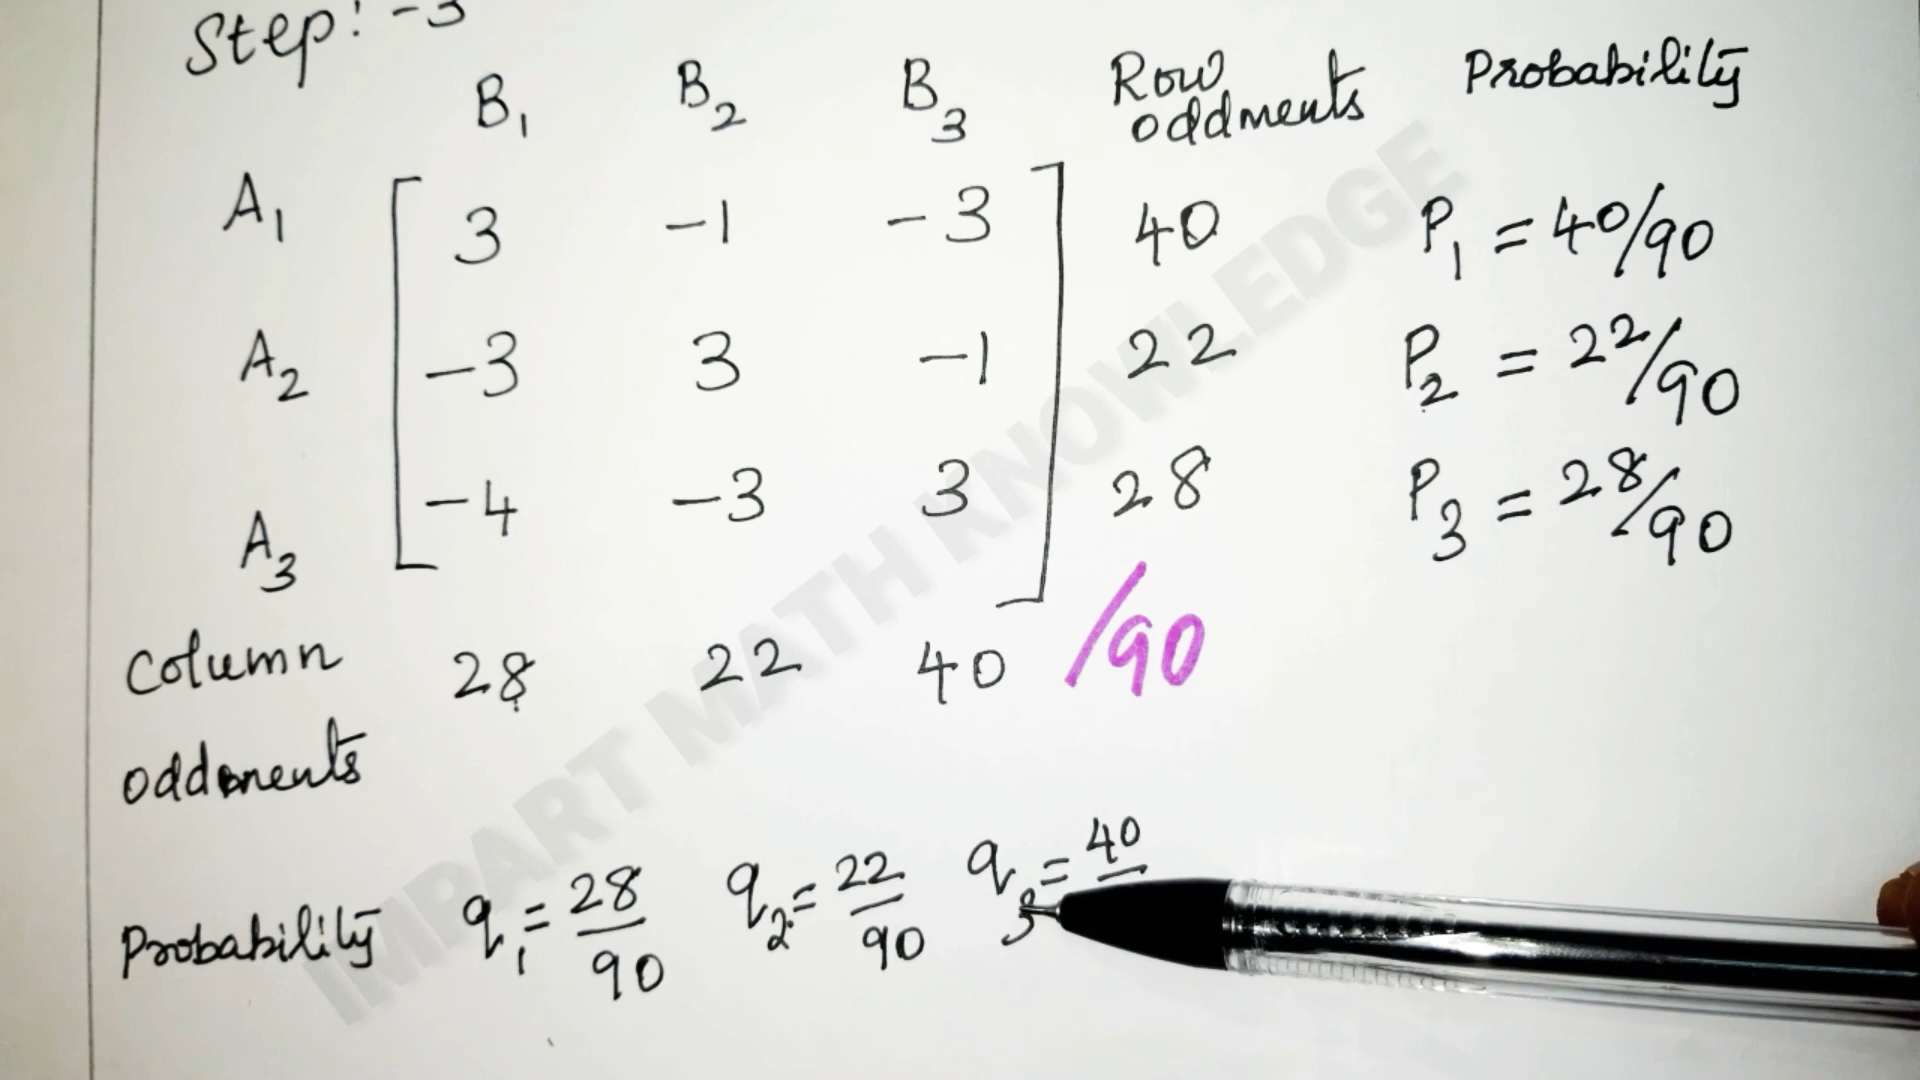 Step: -3
B1 B2 B3 Row oddments Probability
A1 3 -1 -3 40 P1 = 40/90
A2 -3 3 -1 22 P2 = 22/90
A3 -4 -3 3 28 P3 = 28/90
Column oddments 28 22 40 /90
Probability q1 = 28/90 q2 = 22/90 q3 = 40
IMPART MATH KNOWLEDGE